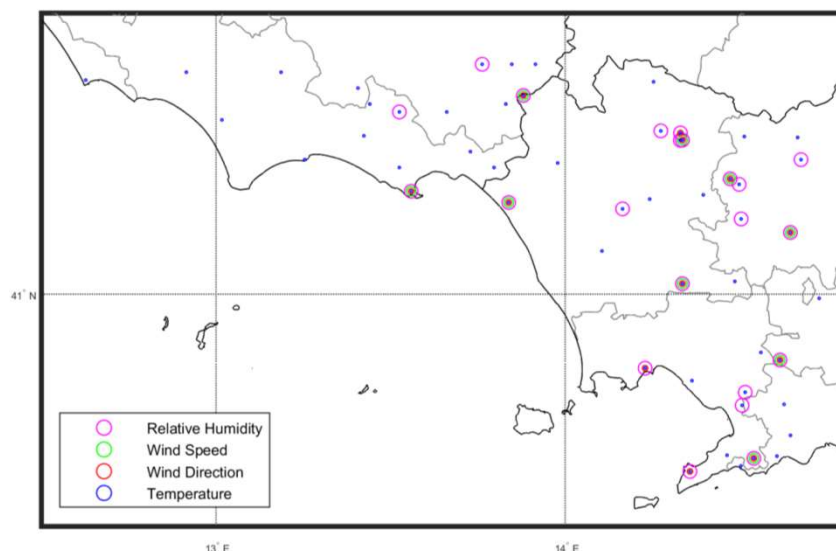 41° N
Relative Humidity
Wind Speed
Wind Direction
Temperature
13° E
14° E